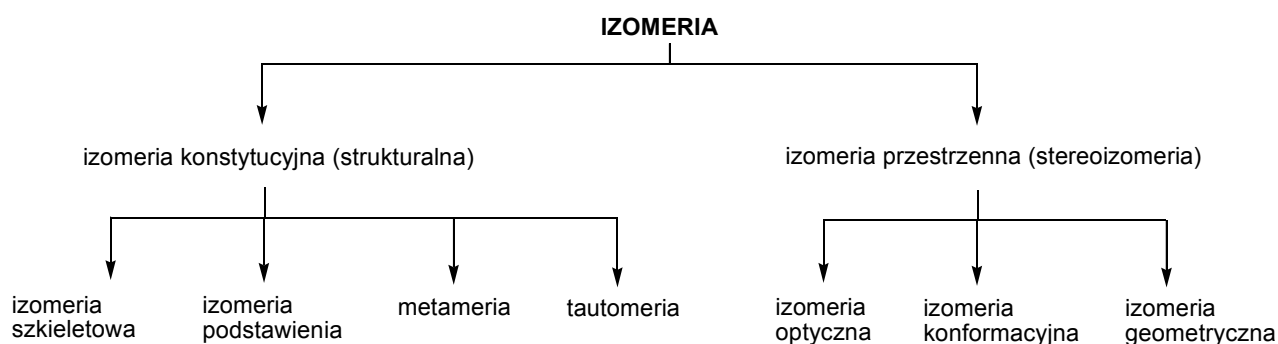 IZOMERIA
izomeria konstytucyjna (strukturalna)
izomeria przestrzenna (stereoizomeria)
izomeria
szkieletowa
izomeria
podstawienia
metameria
tautomeria
izomeria
optyczna
izomeria
konformacyjna
izomeria
geometryczna